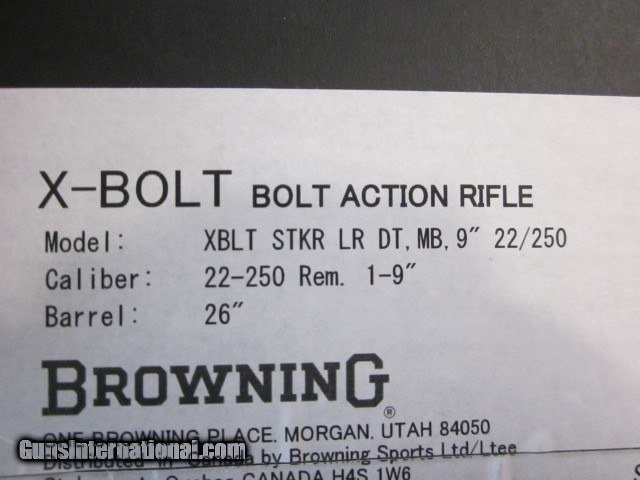 X-BOLT BOLT ACTION RIFLE
Model: XBLT STKR LR DT,MB,9″ 22/250
Caliber: 22-250 Rem. 1-9″
Barrel: 26″
BROWNING®
ONE BROWNING PLACE. MORGAN. UTAH 84050
Distributed in Canada by Browning Sports Ltd/Ltee
Quebec CANADA H4S 1W6
GunsInternational.com